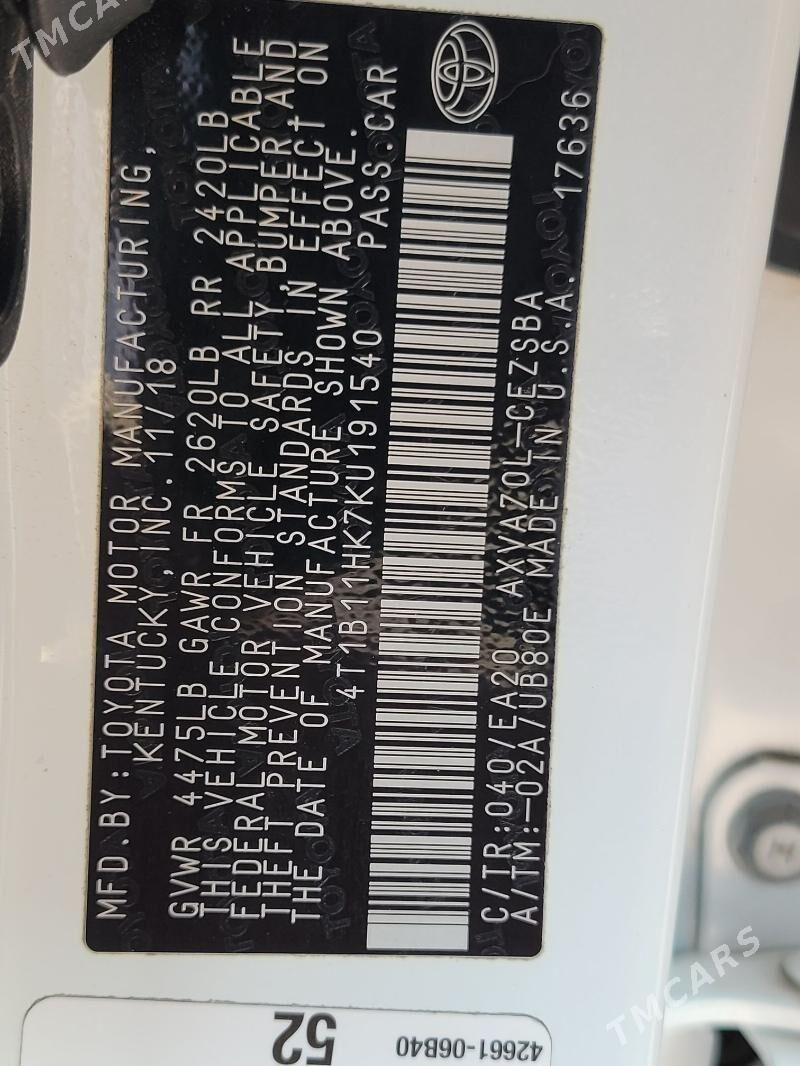 MFD.BY:TOYOTA MOTOR MANUFACTURING,
KENTUCKY,INC.11/18
GVWR 4475LB GAWR FR 2620LB RR 2420LB
THIS VEHICLE CONFORMS TO ALL APPLICABLE
FEDERAL MOTOR VEHICLE SAFETY,BUMPER,AND
THEFT PREVENTION STANDARDS IN EFFECT ON
THE DATE OF MANUFACTURE SHOWN ABOVE.
4T1B11HK7KU191540 PASS.CAR
C/TR:040/EA20 AXVA70L-CEZSBA
A/TM:-02A/UB80E MADE IN U.S.A. 17636
52
42661-06B40
TMCARS
TMCARS